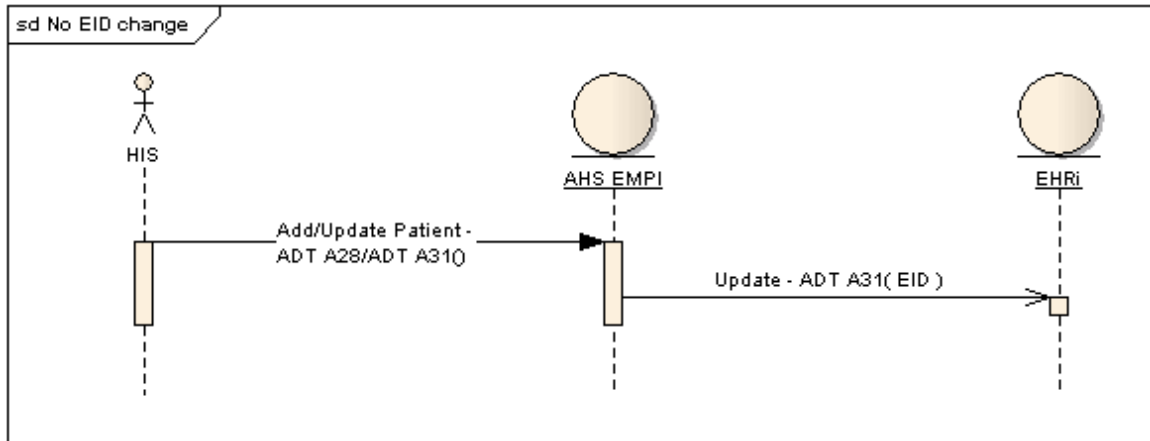 sd No EID change
HIS
AHS EMPI
EHRi
Add/Update Patient -
ADT A28/ADT A31()
Update - ADT A31( EID )